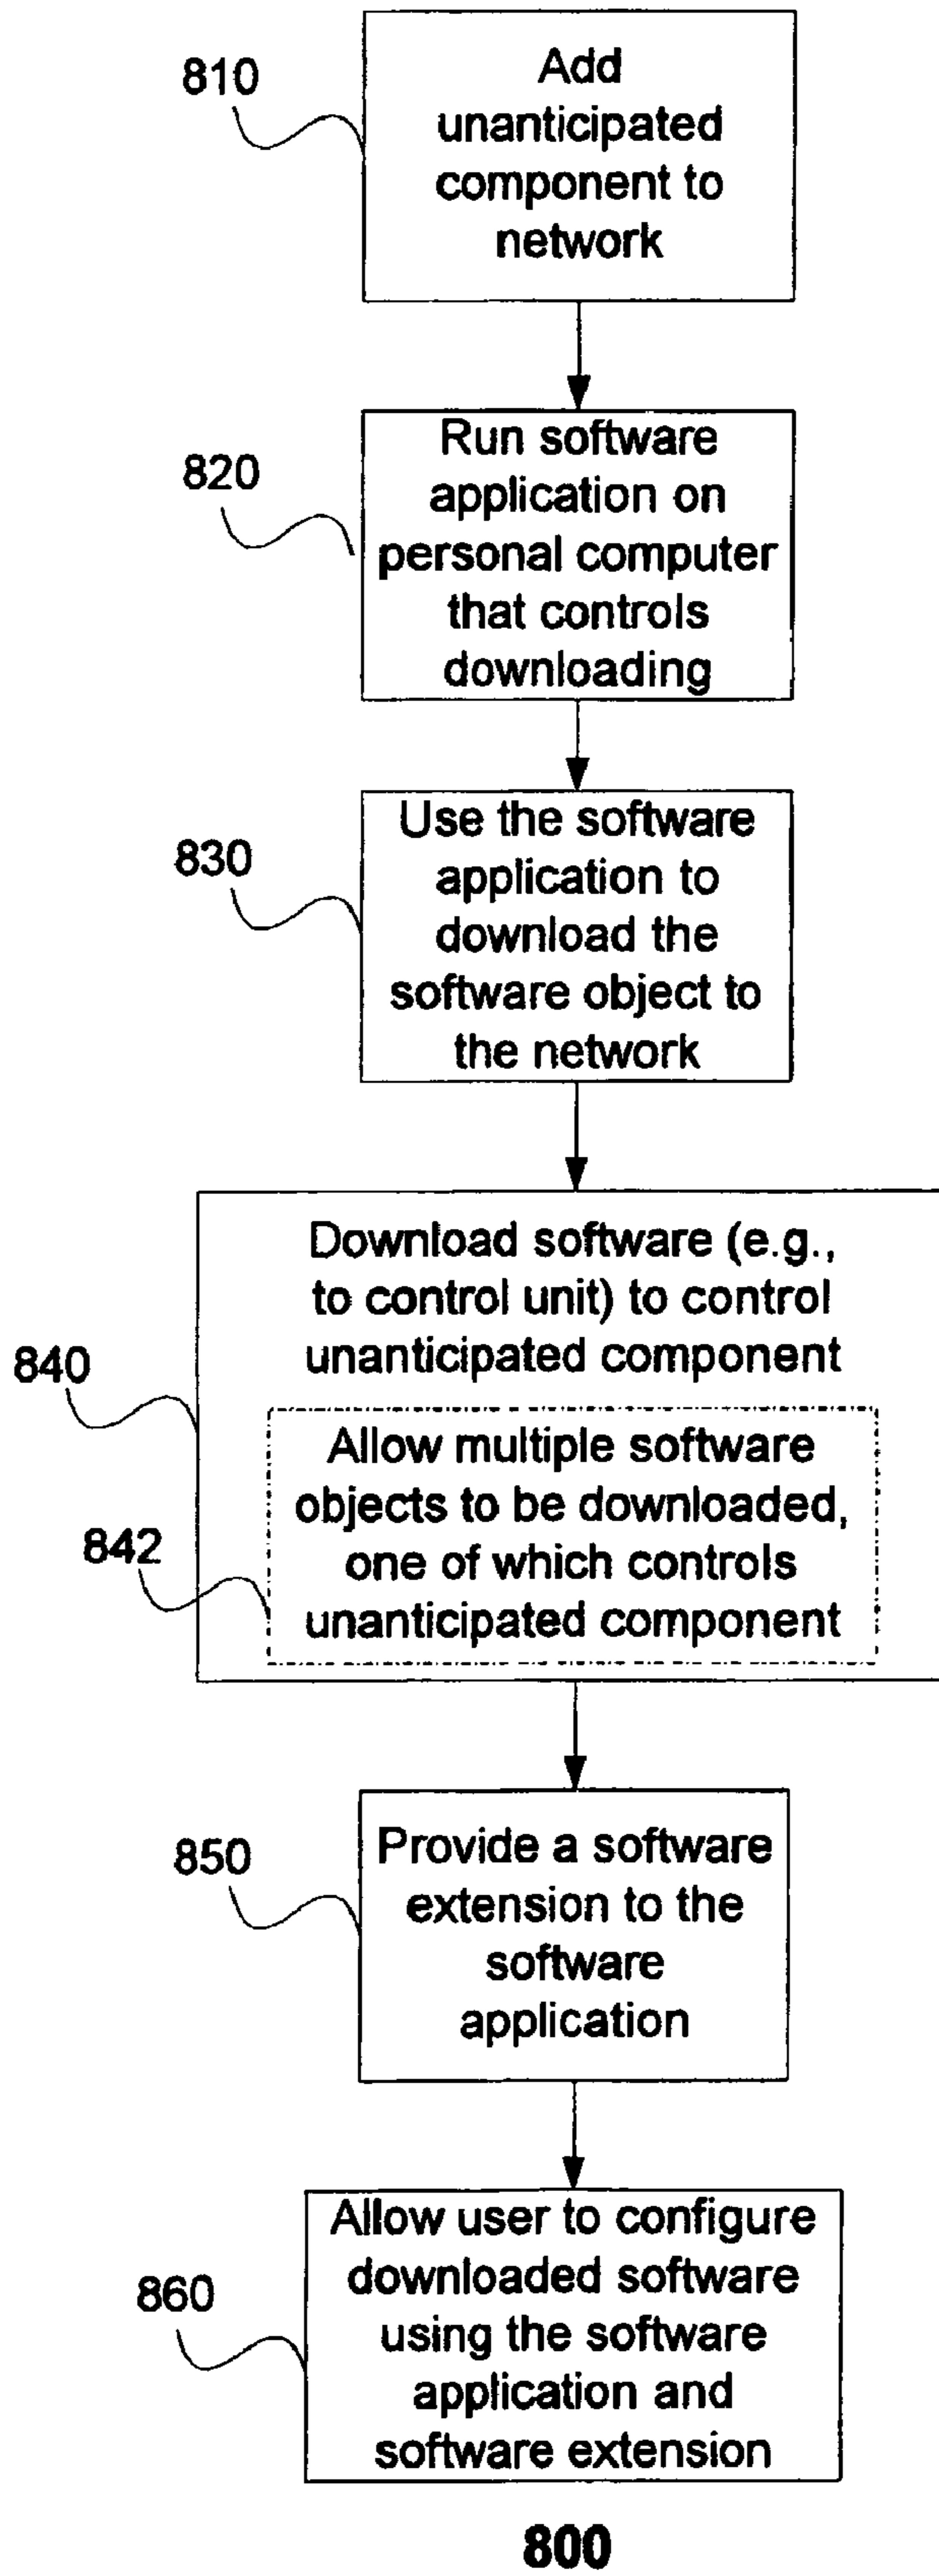 810
Add
unanticipated
component to
network
820
Run software
application on
personal computer
that controls
downloading
830
Use the software
application to
download the
software object to
the network
840
Download software (e.g.,
to control unit) to control
unanticipated component
842
Allow multiple software
objects to be downloaded,
one of which controls
unanticipated component
850
Provide a software
extension to the
software
application
860
Allow user to configure
downloaded software
using the software
application and
software extension
800